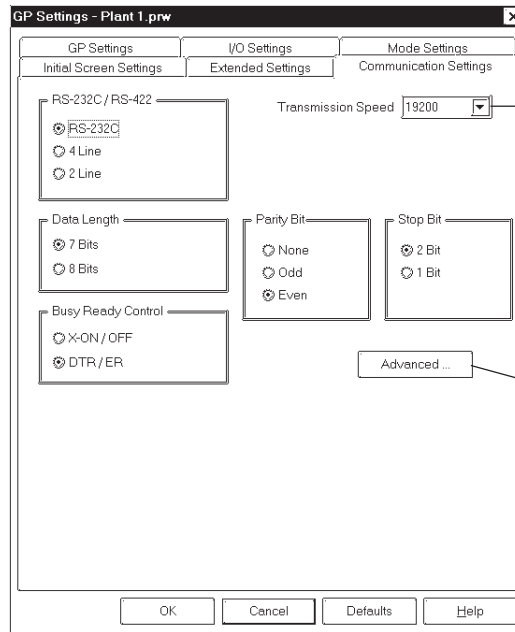 GP Settings - Plant 1.prw
GP Settings
I/O Settings
Mode Settings
Initial Screen Settings
Extended Settings
Communication Settings
RS-232C / RS-422
RS-232C
4 Line
2 Line
Transmission Speed 19200
Data Length
7 Bits
8 Bits
Parity Bit
None
Odd
Even
Stop Bit
2 Bit
1 Bit
Busy Ready Control
X-ON / OFF
DTR / ER
Advanced ...
OK
Cancel
Defaults
Help